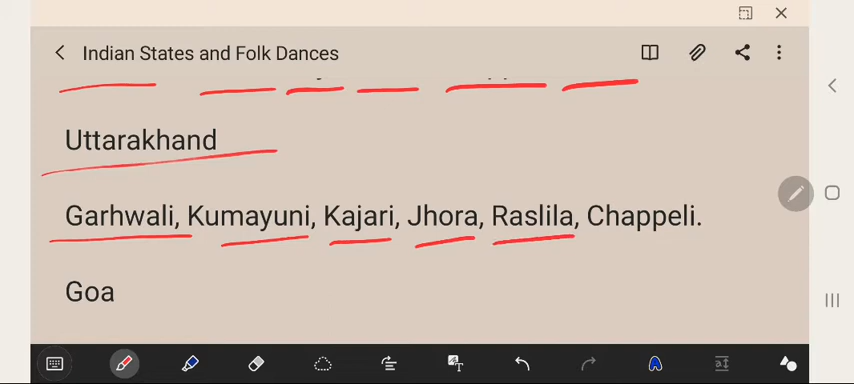 Indian States and Folk Dances
Uttarakhand
Garhwali, Kumayuni, Kajari, Jhora, Raslila, Chappeli.
Goa